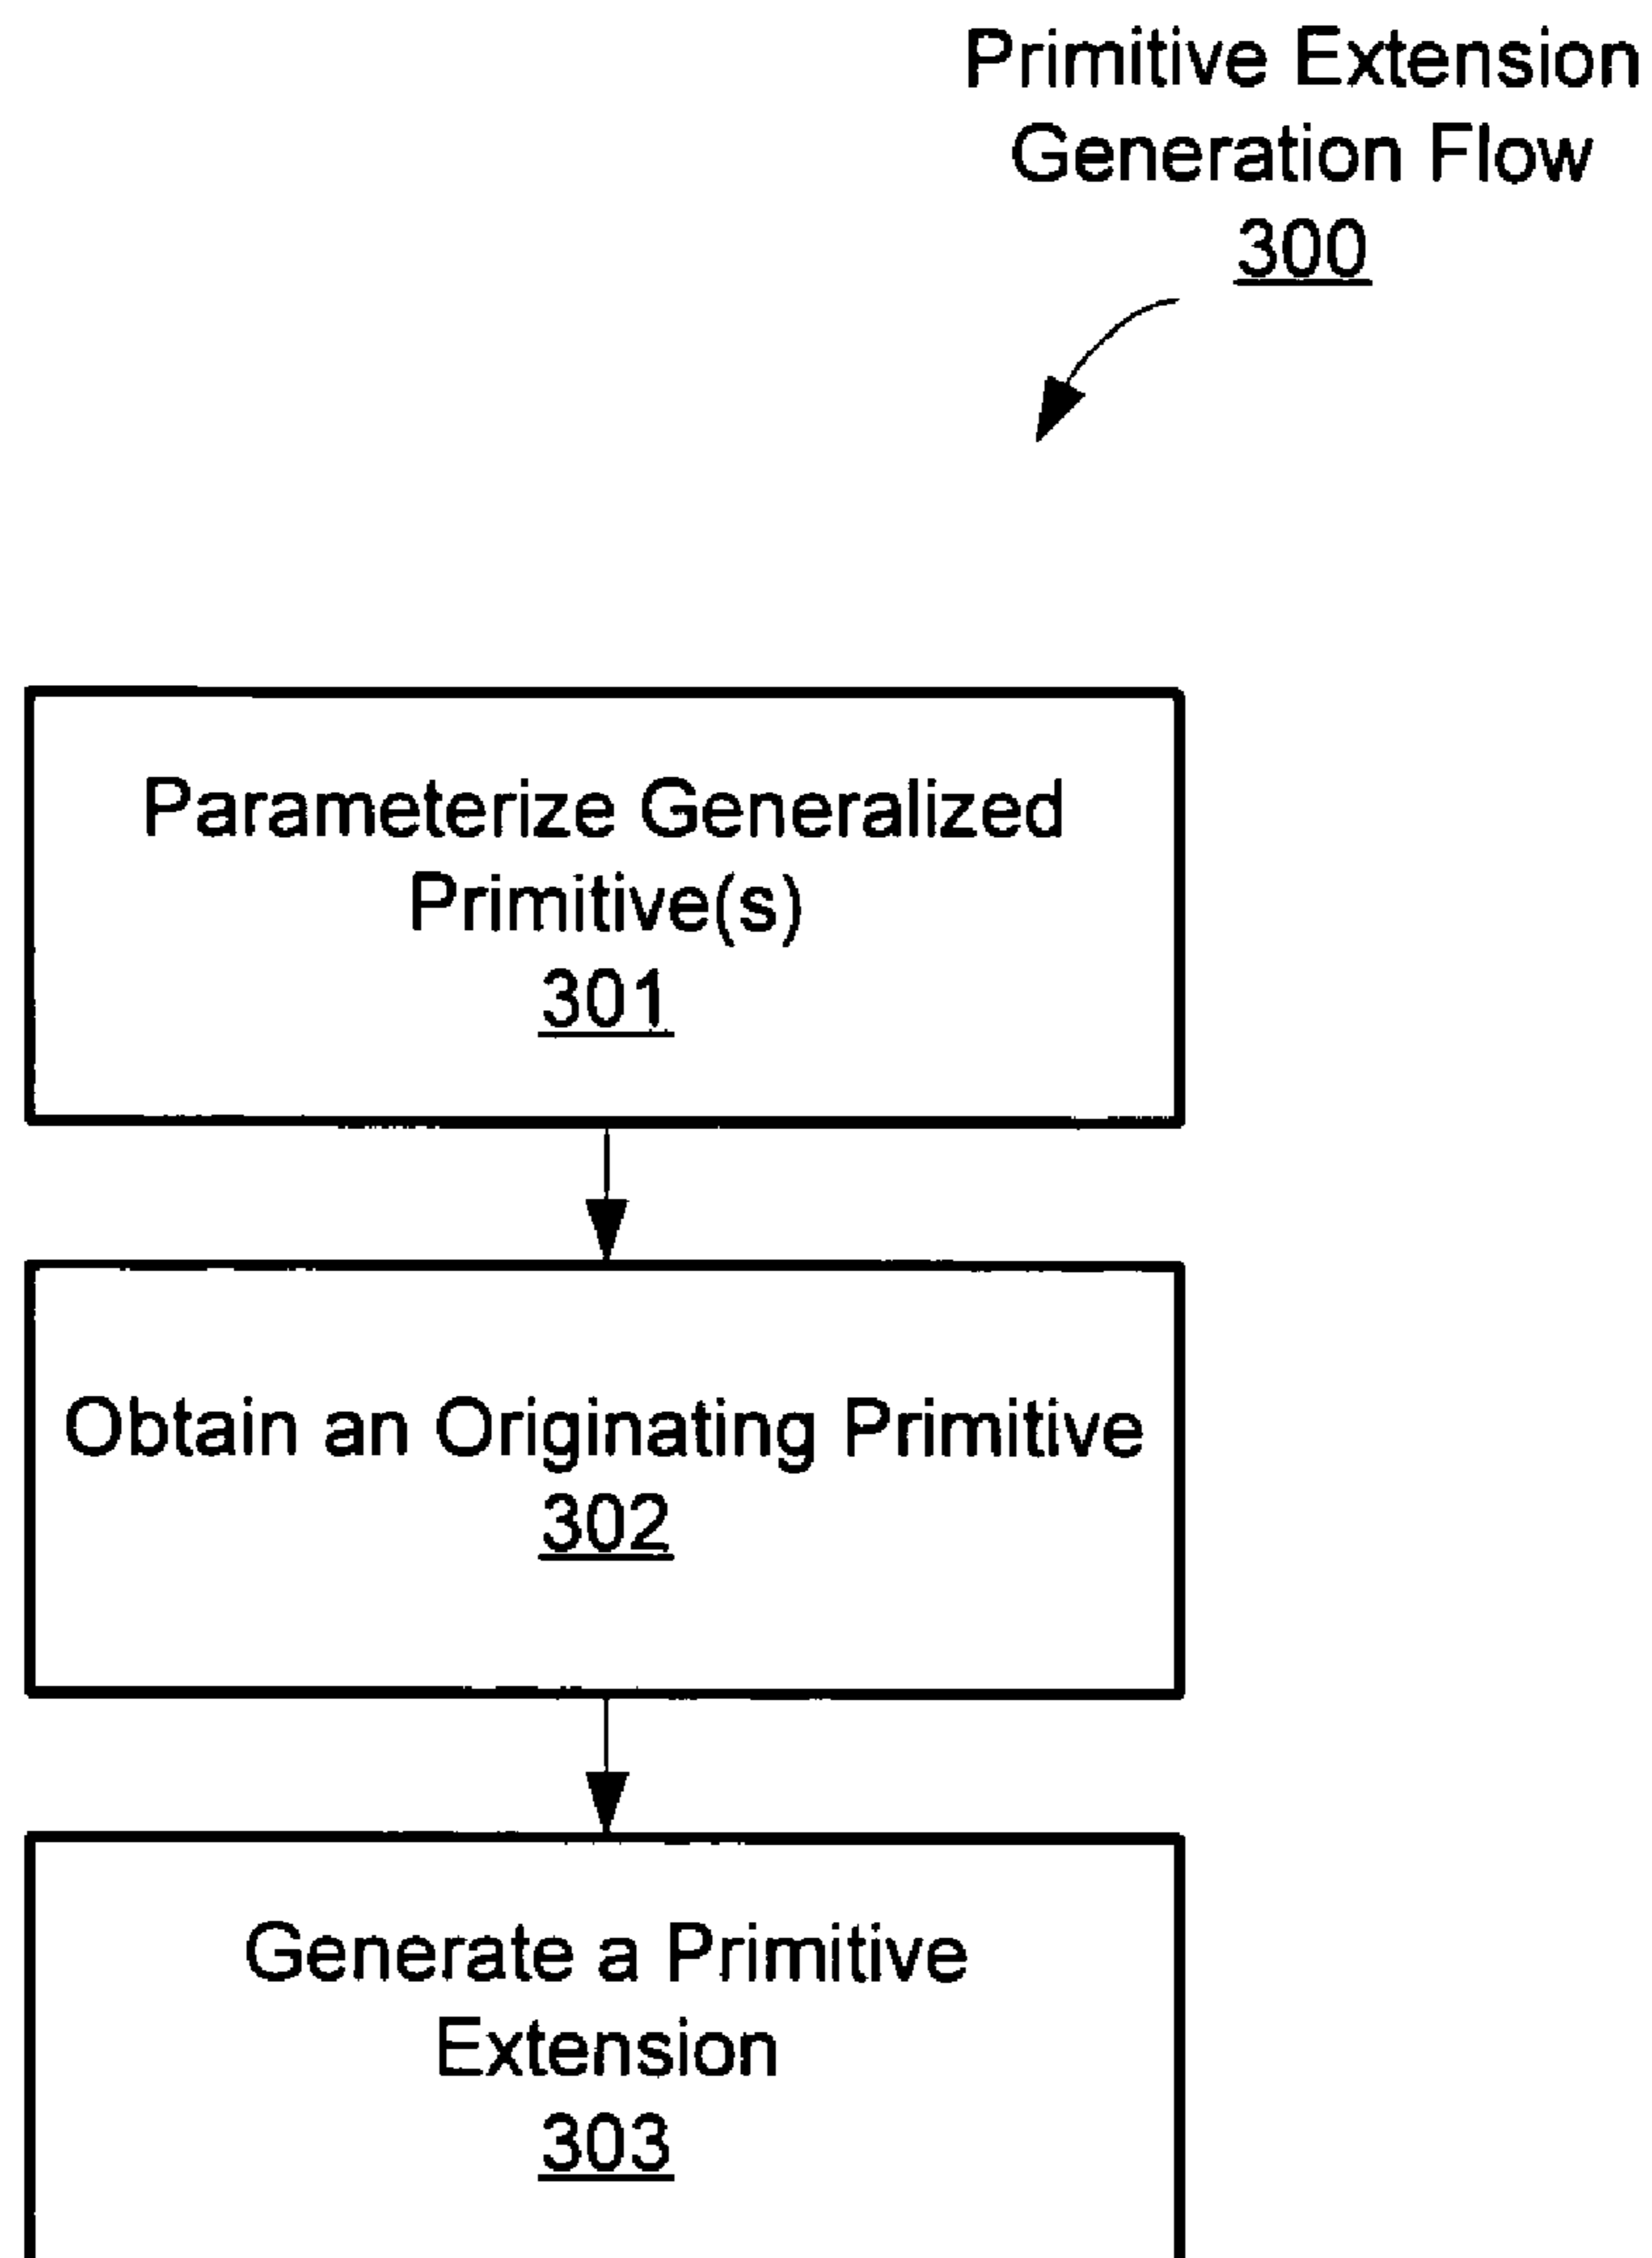 Primitive Extension
Generation Flow
300
Parameterize Generalized
Primitive(s)
301
Obtain an Originating Primitive
302
Generate a Primitive
Extension
303